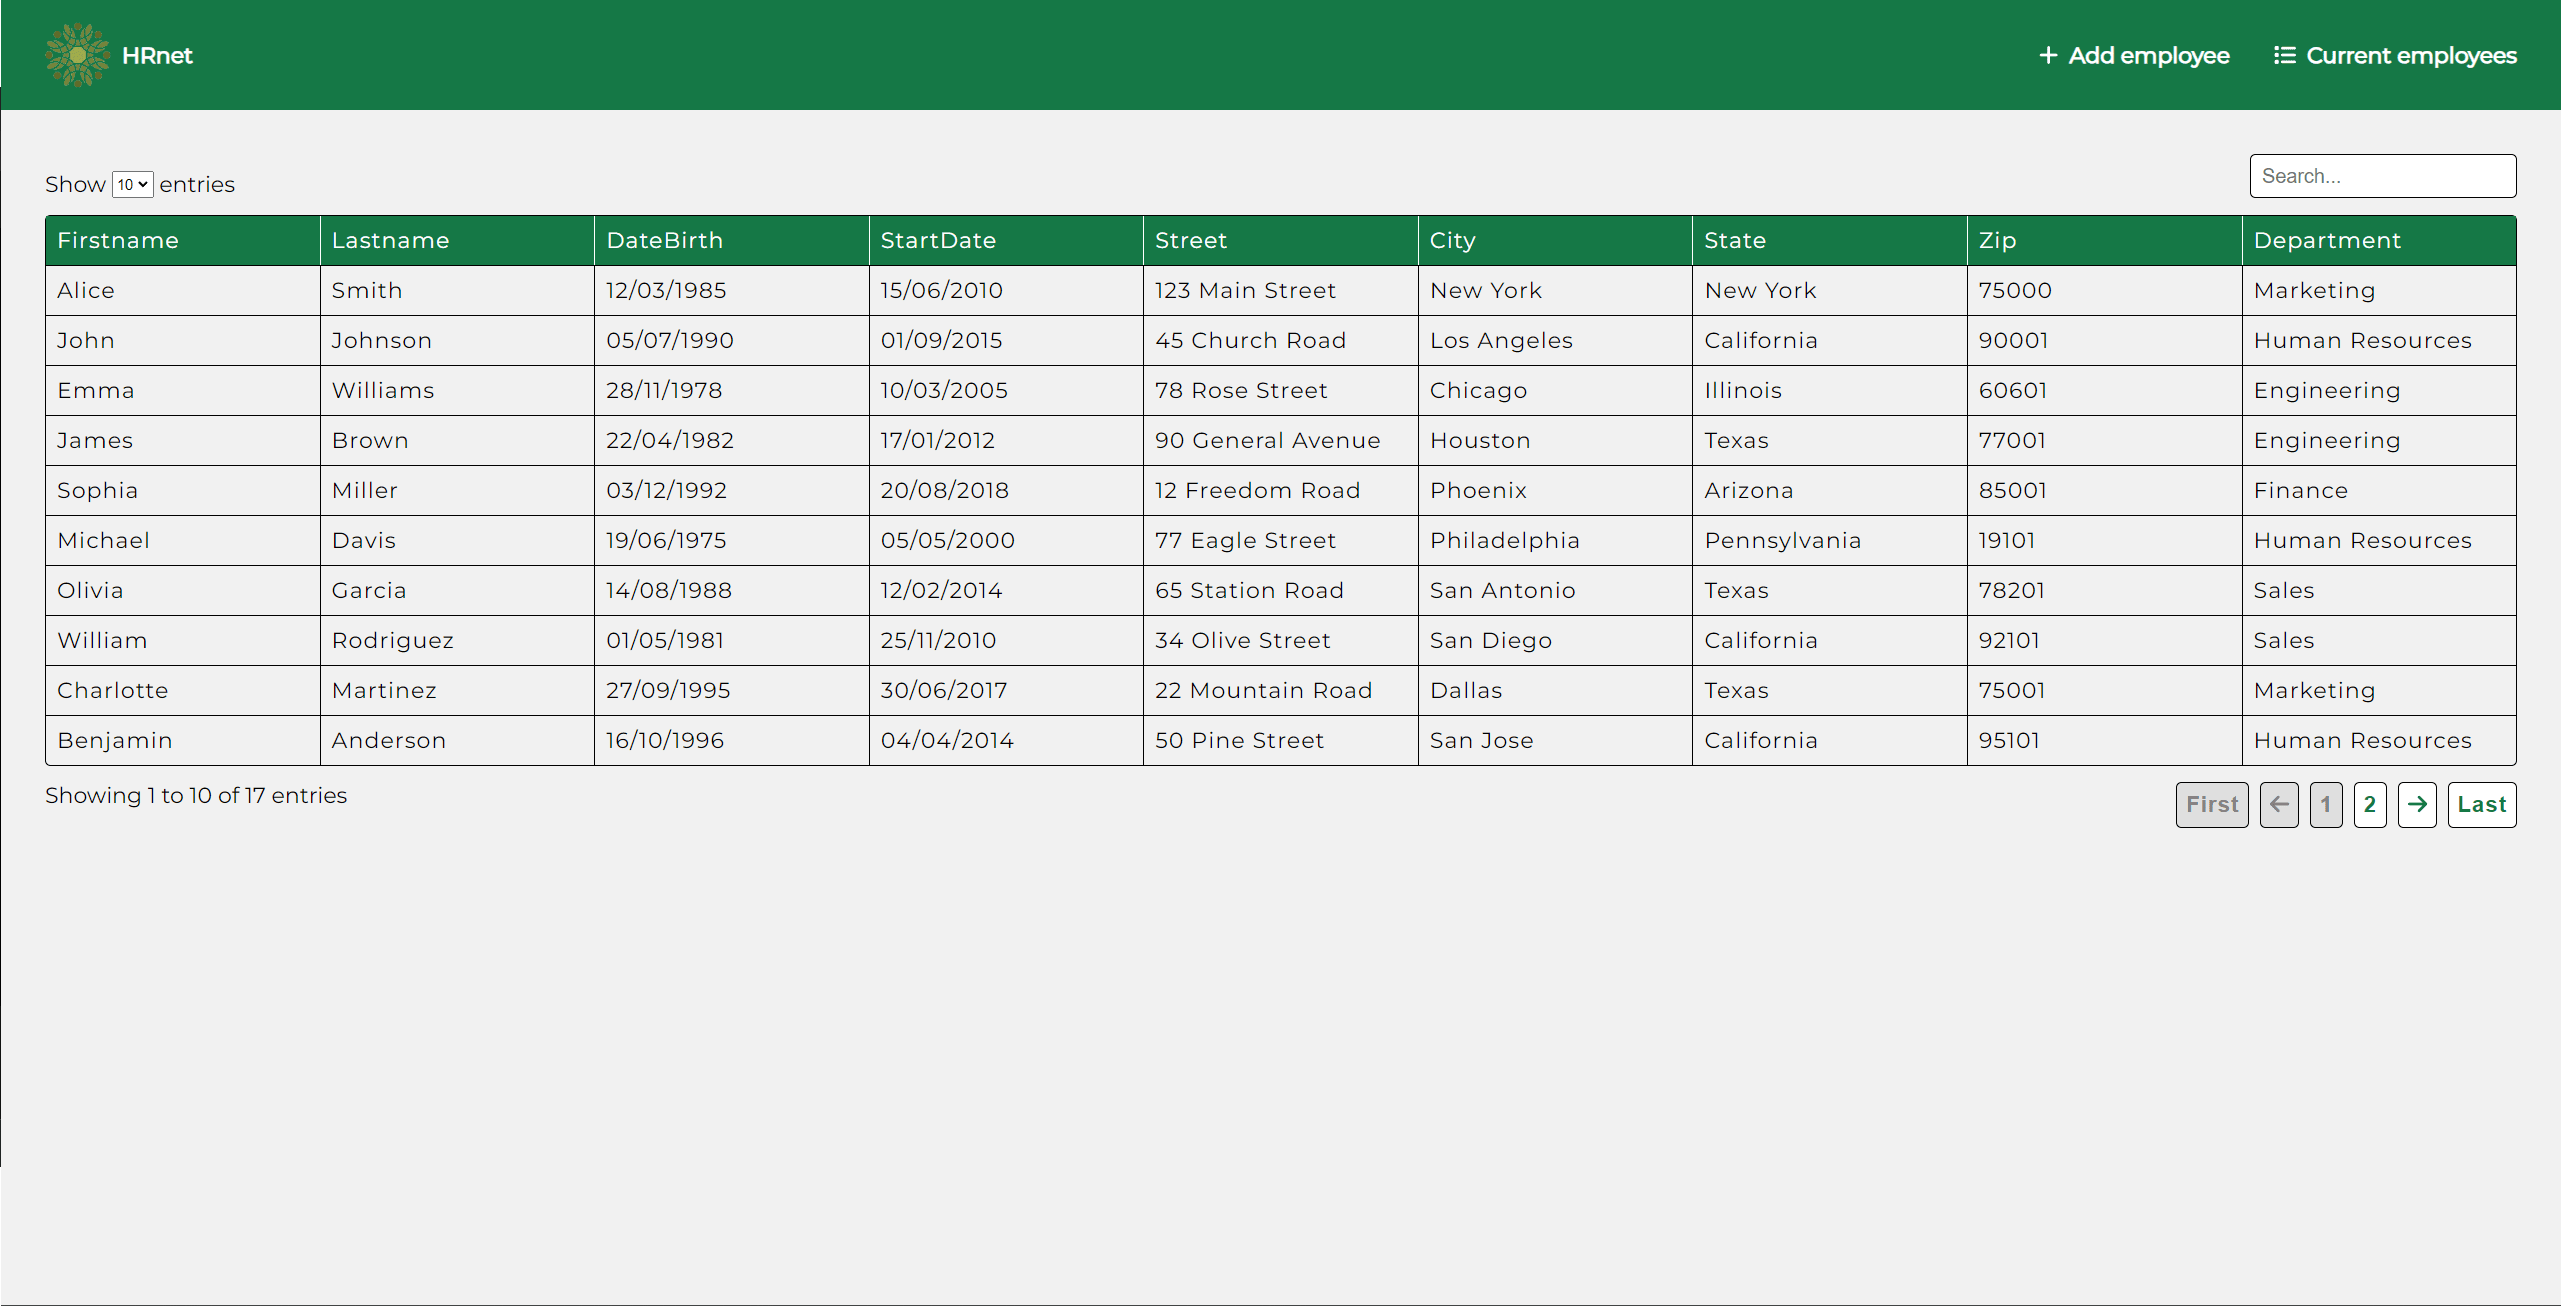 HRnet + Add employee Current employees
Show 10 entries Search...
Firstname Lastname DateBirth StartDate Street City State Zip Department
Alice Smith 12/03/1985 15/06/2010 123 Main Street New York New York 75000 Marketing
John Johnson 05/07/1990 01/09/2015 45 Church Road Los Angeles California 90001 Human Resources
Emma Williams 28/11/1978 10/03/2005 78 Rose Street Chicago Illinois 60601 Engineering
James Brown 22/04/1982 17/01/2012 90 General Avenue Houston Texas 77001 Engineering
Sophia Miller 03/12/1992 20/08/2018 12 Freedom Road Phoenix Arizona 85001 Finance
Michael Davis 19/06/1975 05/05/2000 77 Eagle Street Philadelphia Pennsylvania 19101 Human Resources
Olivia Garcia 14/08/1988 12/02/2014 65 Station Road San Antonio Texas 78201 Sales
William Rodriguez 01/05/1981 25/11/2010 34 Olive Street San Diego California 92101 Sales
Charlotte Martinez 27/09/1995 30/06/2017 22 Mountain Road Dallas Texas 75001 Marketing
Benjamin Anderson 16/10/1996 04/04/2014 50 Pine Street San Jose California 95101 Human Resources
Showing 1 to 10 of 17 entries First ← 1 2 → Last